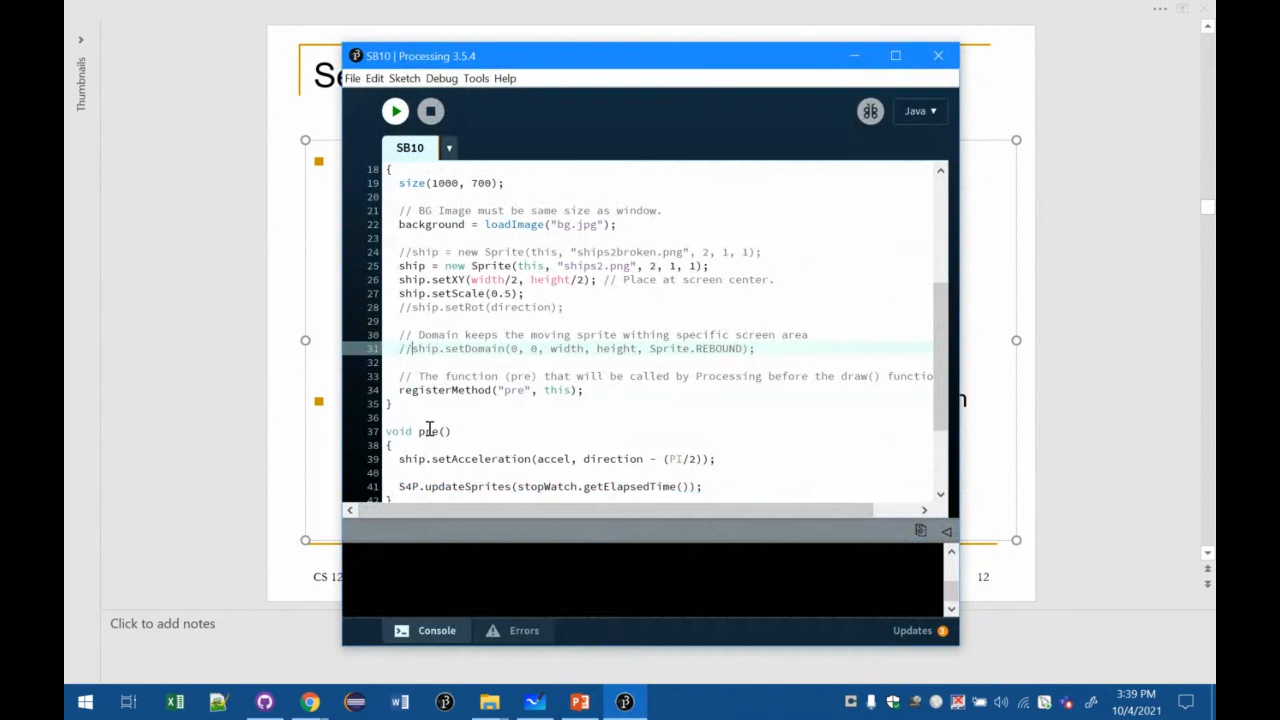 Thumbnails
Se
SB10 | Processing 3.5.4
File Edit Sketch Debug Tools Help
Java ▾
SB10 ▾
18 {
19 size(1000, 700);
20
21 // BG Image must be same size as window.
22 background = loadImage("bg.jpg");
23
24 //ship = new Sprite(this, "ships2broken.png", 2, 1, 1);
25 ship = new Sprite(this, "ships2.png", 2, 1, 1);
26 ship.setXY(width/2, height/2); // Place at screen center.
27 ship.setScale(0.5);
28 //ship.setRot(direction);
29
30 // Domain keeps the moving sprite withing specific screen area
31 //ship.setDomain(0, 0, width, height, Sprite.REBOUND);
32
33 // The function (pre) that will be called by Processing before the draw() functio
34 registerMethod("pre", this);
35 }
36
37 void pre()
38 {
39 ship.setAcceleration(accel, direction - (PI/2));
40
41 S4P.updateSprites(stopWatch.getElapsedTime());
42 }
Console Errors Updates 3
CS 12
12
Click to add notes
3:39 PM
10/4/2021